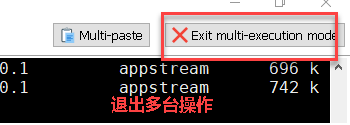 Multi-paste
Exit multi-execution mode
0.1 appstream 696 k
0.1 appstream 742 k
退出多台操作